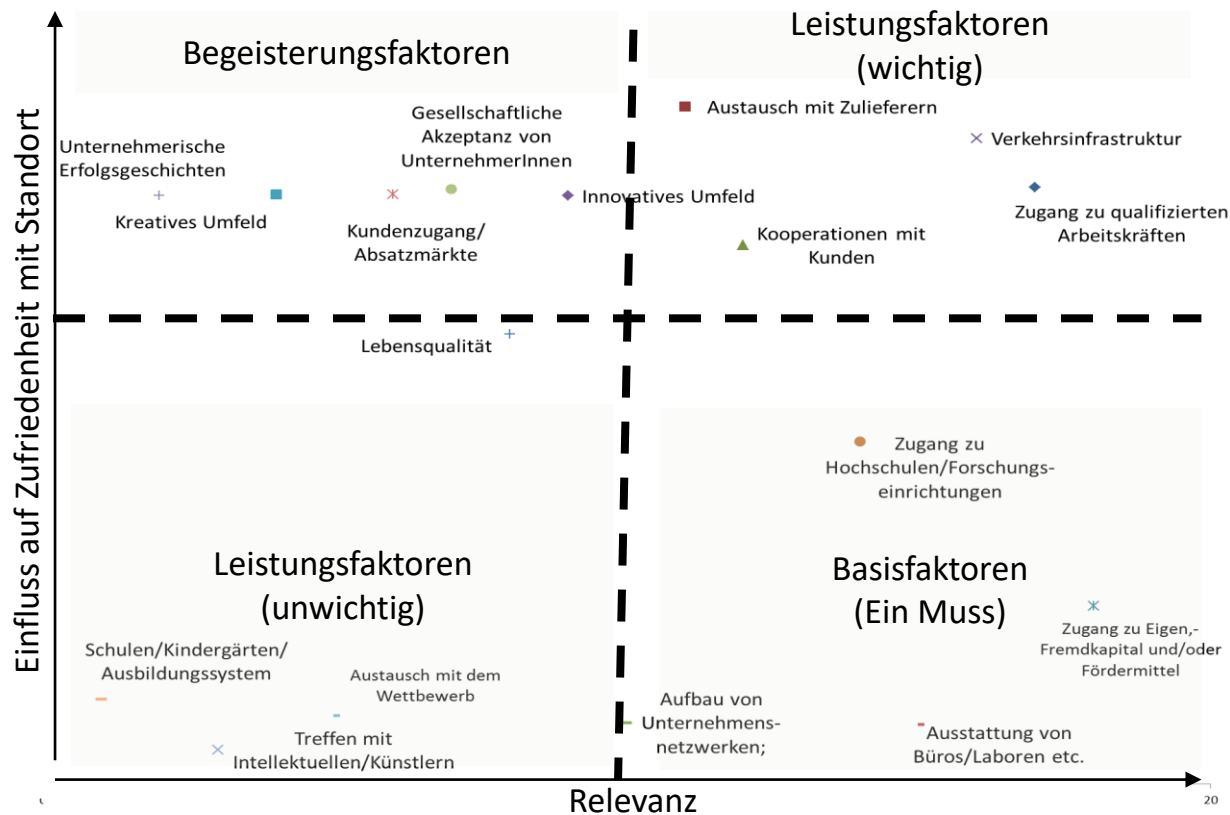 Begeisterungsfaktoren
Leistungsfaktoren
(wichtig)
Einfluss auf Zufriedenheit mit Standort
Unternehmerische
Erfolgsgeschichten
Kreatives Umfeld
Gesellschaftliche
Akzeptanz von
UnternehmerInnen
Kundenzugang/
Absatzmärkte
Innovatives Umfeld
Austausch mit Zulieferern
Verkehrsinfrastruktur
Kooperationen mit
Kunden
Zugang zu qualifizierten
Arbeitskräften
Lebensqualität
Zugang zu
Hochschulen/Forschungs-
einrichtungen
Leistungsfaktoren
(unwichtig)
Basisfaktoren
(Ein Muss)
Schulen/Kindergärten/
Ausbildungssystem
Austausch mit dem
Wettbewerb
Treffen mit
Intellektuellen/Künstlern
Zugang zu Eigen,-
Fremdkapital und/oder
Fördermittel
Aufbau von
Unternehmens-
netzwerken;
Ausstattung von
Büros/Laboren etc.
Relevanz
20